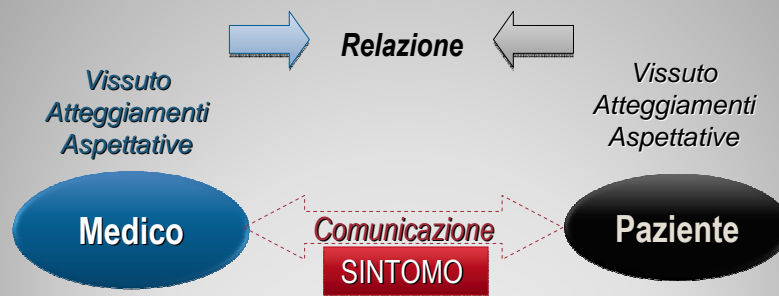 Relazione
Vissuto
Atteggiamenti
Aspettative
Vissuto
Atteggiamenti
Aspettative
Medico
Comunicazione
SINTOMO
Paziente